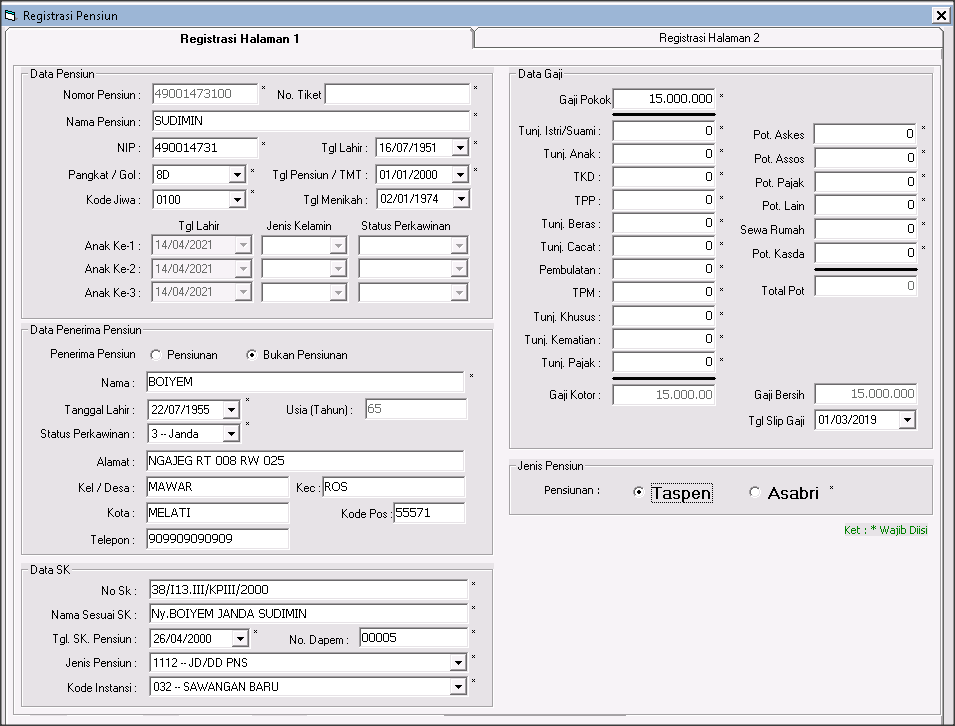 Registrasi Pensiun
Registrasi Halaman 1
Registrasi Halaman 2
Data Pensiun
Nomor Pensiun : 49001473100 * No. Tiket *
Nama Pensiun : SUDIMIN *
NIP : 490014731 * Tgl Lahir : 16/07/1951 *
Pangkat / Gol : 8D * Tgl Pensiun / TMT : 01/01/2000 *
Kode Jiwa : 0100 * Tgl Menikah : 02/01/1974 *
Tgl Lahir Jenis Kelamin Status Perkawinan
Anak Ke-1 : 14/04/2021
Anak Ke-2 : 14/04/2021
Anak Ke-3 : 14/04/2021
Data Penerima Pensiun
Penerima Pensiun Pensiunan Bukan Pensiunan
Nama : BOIYEM *
Tanggal Lahir : 22/07/1955 * Usia (Tahun) : 65
Status Perkawinan : 3 -- Janda *
Alamat : NGAJEG RT 008 RW 025
Kel / Desa : MAWAR Kec : ROS
Kota : MELATI Kode Pos : 55571
Telepon : 909909090909
Data SK
No Sk : 38/I13.III/KPIII/2000 *
Nama Sesuai SK : Ny.BOIYEM JANDA SUDIMIN *
Tgl. SK. Pensiun : 26/04/2000 * No. Dapem : 00005 *
Jenis Pensiun : 1112 -- JD/DD PNS *
Kode Instansi : 032 -- SAWANGAN BARU *
Data Gaji
Gaji Pokok 15.000.000 *
Tunj. Istri/Suami : 0 *
Tunj. Anak : 0 *
TKD : 0 *
TPP : 0 *
Tunj. Beras : 0 *
Tunj. Cacat : 0 *
Pembulatan : 0 *
TPM : 0 *
Tunj. Khusus : 0 *
Tunj. Kematian : 0 *
Tunj. Pajak : 0 *
Gaji Kotor : 15.000.00
Pot. Askes 0 *
Pot. Assos 0 *
Pot. Pajak 0 *
Pot. Lain 0 *
Sewa Rumah 0 *
Pot. Kasda 0 *
Total Pot 0
Gaji Bersih 15.000.000
Tgl Slip Gaji 01/03/2019
Jenis Pensiun
Pensiunan : Taspen Asabri *
Ket : * Wajib Diisi